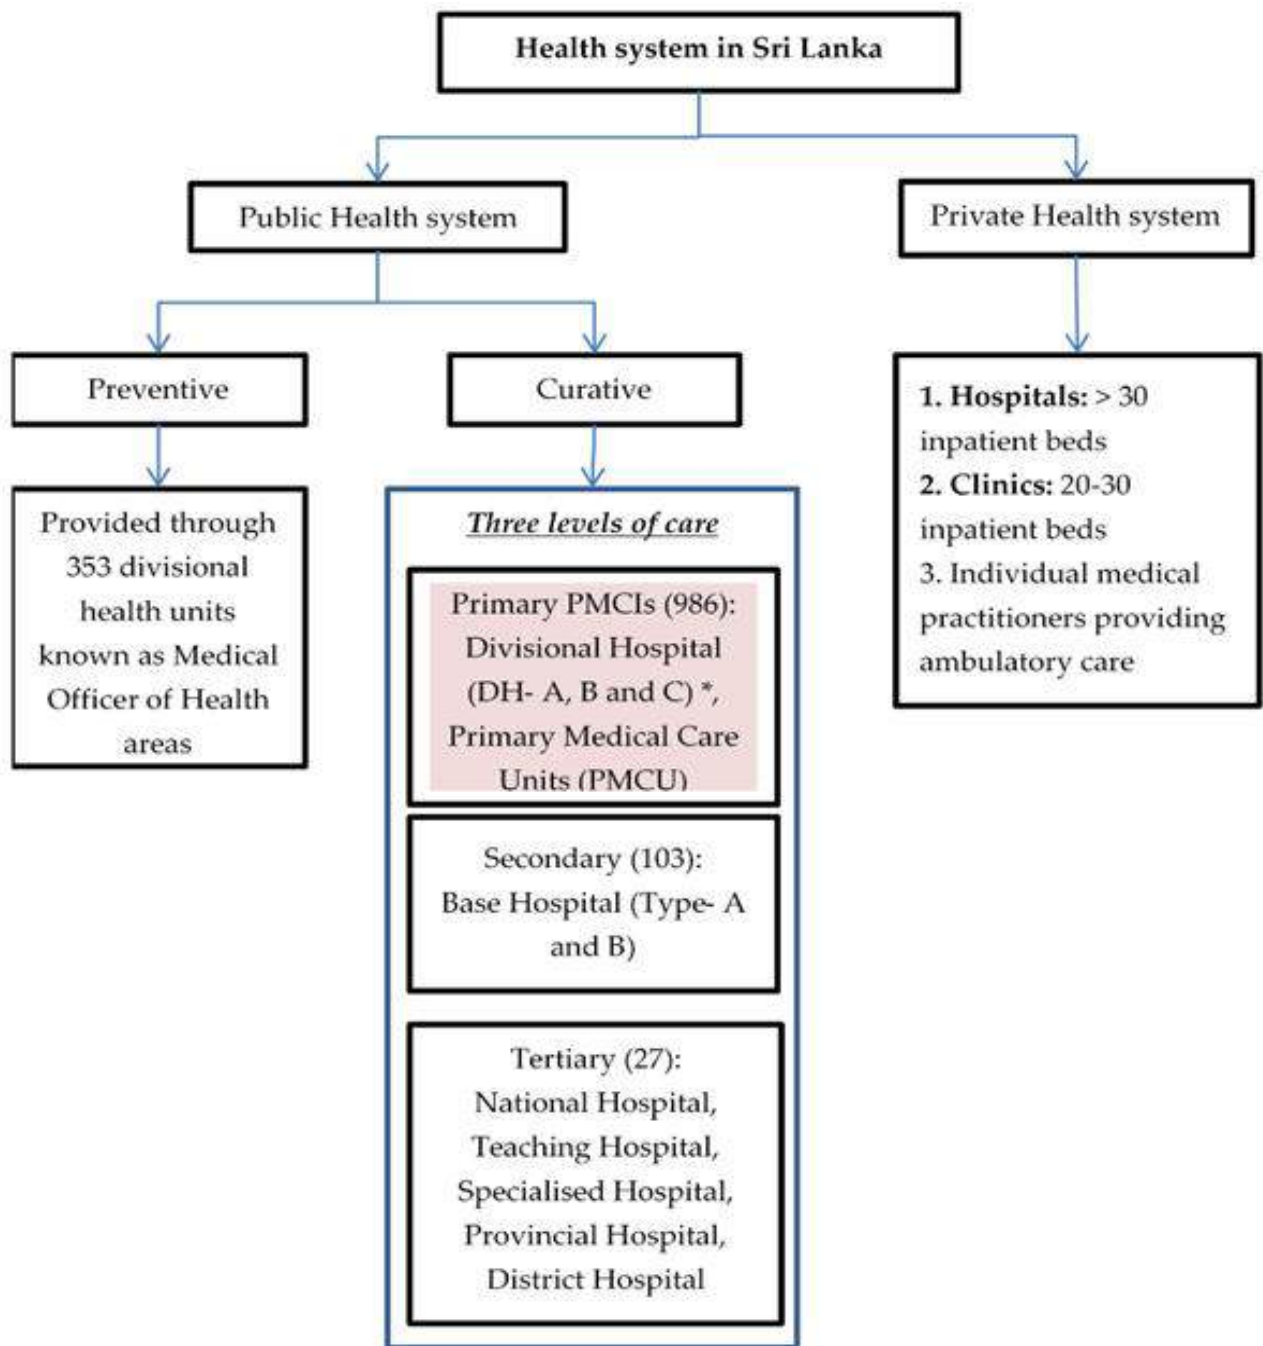 Health system in Sri Lanka
Public Health system
Private Health system
Preventive
Curative
Provided through
353 divisional
health units
known as Medical
Officer of Health
areas
Three levels of care
Primary PMCIs (986):
Divisional Hospital
(DH- A, B and C) *,
Primary Medical Care
Units (PMCU)
Secondary (103):
Base Hospital (Type- A
and B)
Tertiary (27):
National Hospital,
Teaching Hospital,
Specialised Hospital,
Provincial Hospital,
District Hospital
1. Hospitals: > 30
inpatient beds
2. Clinics: 20-30
inpatient beds
3. Individual medical
practitioners providing
ambulatory care